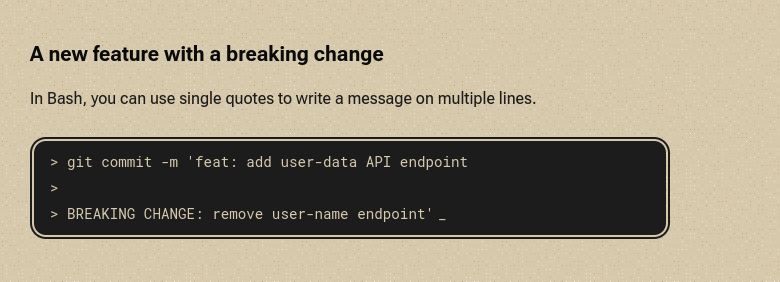 A new feature with a breaking change
In Bash, you can use single quotes to write a message on multiple lines.
> git commit -m 'feat: add user-data API endpoint
>
> BREAKING CHANGE: remove user-name endpoint' _